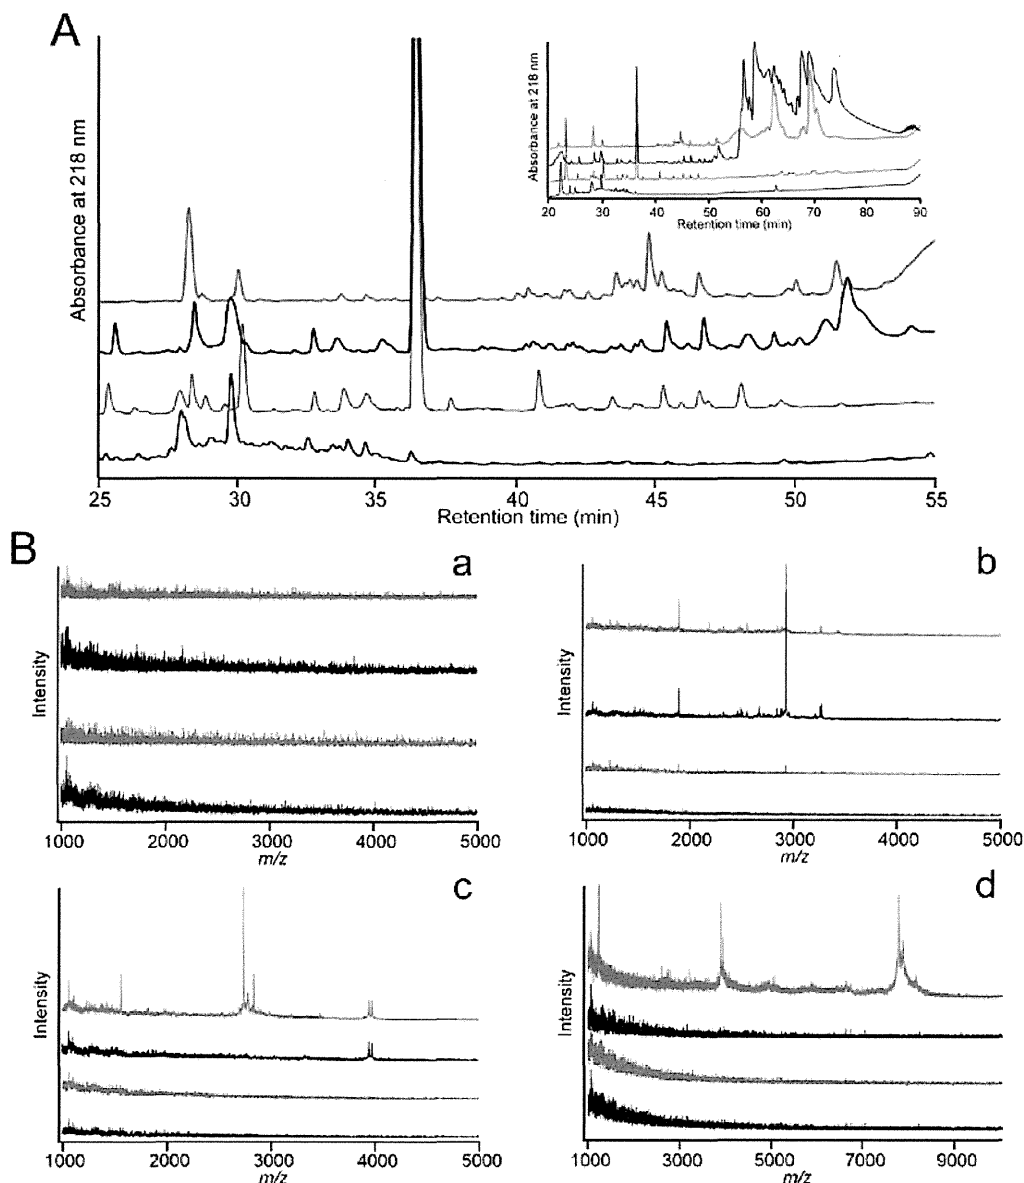 A
Absorbance at 218 nm
Absorbance at 218 nm
20 30 40 50 60 70 80 90
Retention time (min)
25 30 35 40 45 50 55
Retention time (min)
B
a
Intensity
1000 2000 3000 4000 5000
m/z
b
Intensity
1000 2000 3000 4000 5000
m/z
c
Intensity
1000 2000 3000 4000 5000
m/z
d
Intensity
1000 3000 5000 7000 9000
m/z